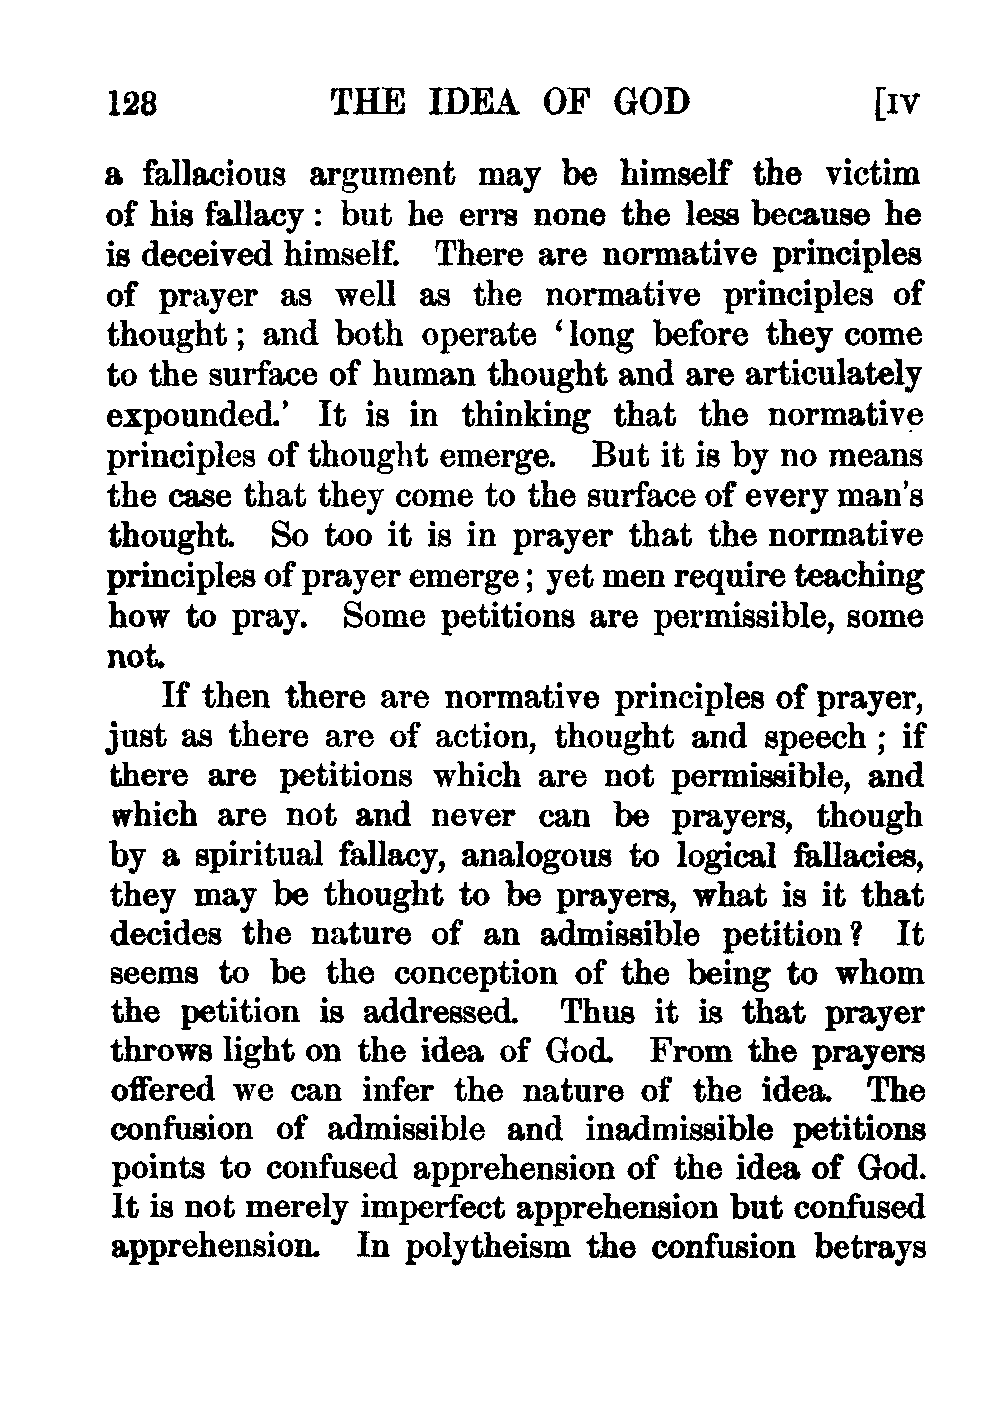 128 THE IDEA OF GOD [IV
a fallacious argument may be himself the victim
of his fallacy : but he errs none the less because he
is deceived himself. There are normative principles
of prayer as well as the normative principles of
thought ; and both operate ‘long before they come
to the surface of human thought and are articulately
expounded.’ It is in thinking that the normative
principles of thought emerge. But it is by no means
the case that they come to the surface of every man's
thought. So too it is in prayer that the normative
principles of prayer emerge ; yet men require teaching
how to pray. Some petitions are permissible, some
not.
If then there are normative principles of prayer,
just as there are of action, thought and speech ; if
there are petitions which are not permissible, and
which are not and never can be prayers, though
by a spiritual fallacy, analogous to logical fallacies,
they may be thought to be prayers, what is it that
decides the nature of an admissible petition ? It
seems to be the conception of the being to whom
the petition is addressed. Thus it is that prayer
throws light on the idea of God. From the prayers
offered we can infer the nature of the idea. The
confusion of admissible and inadmissible petitions
points to confused apprehension of the idea of God.
It is not merely imperfect apprehension but confused
apprehension. In polytheism the confusion betrays